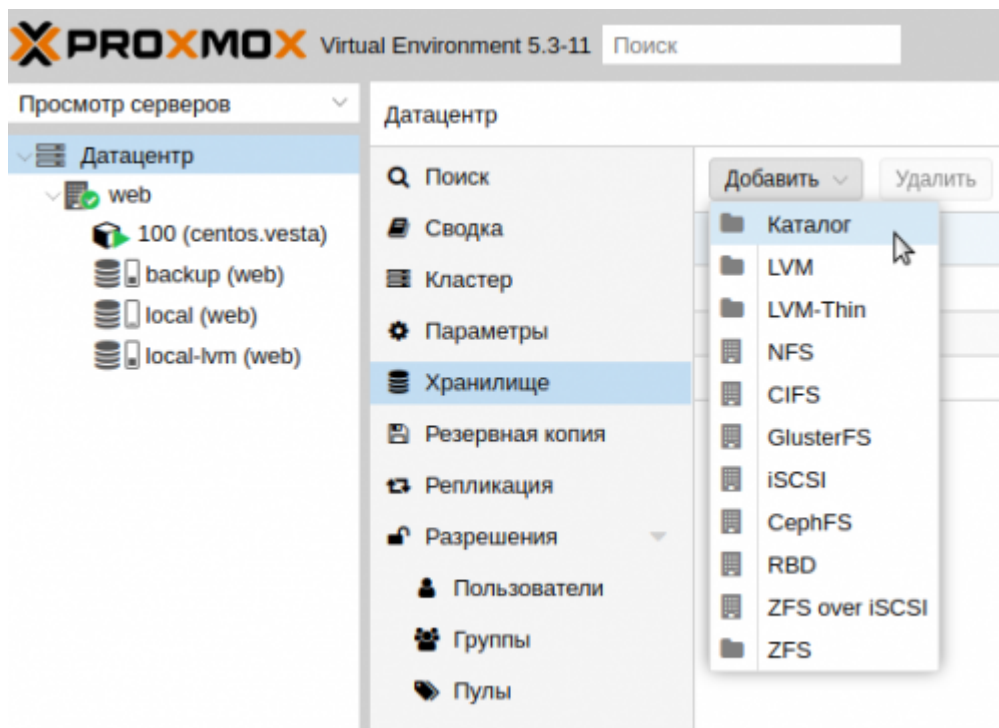 PROXMOX Virtual Environment 5.3-11 Поиск
Просмотр серверов
Датацентр
web
100 (centos.vesta)
backup (web)
local (web)
local-lvm (web)
Датацентр
Поиск
Сводка
Кластер
Параметры
Хранилище
Резервная копия
Репликация
Разрешения
Пользователи
Группы
Пулы
Добавить Удалить
Каталог
LVM
LVM-Thin
NFS
CIFS
GlusterFS
iSCSI
CephFS
RBD
ZFS over iSCSI
ZFS